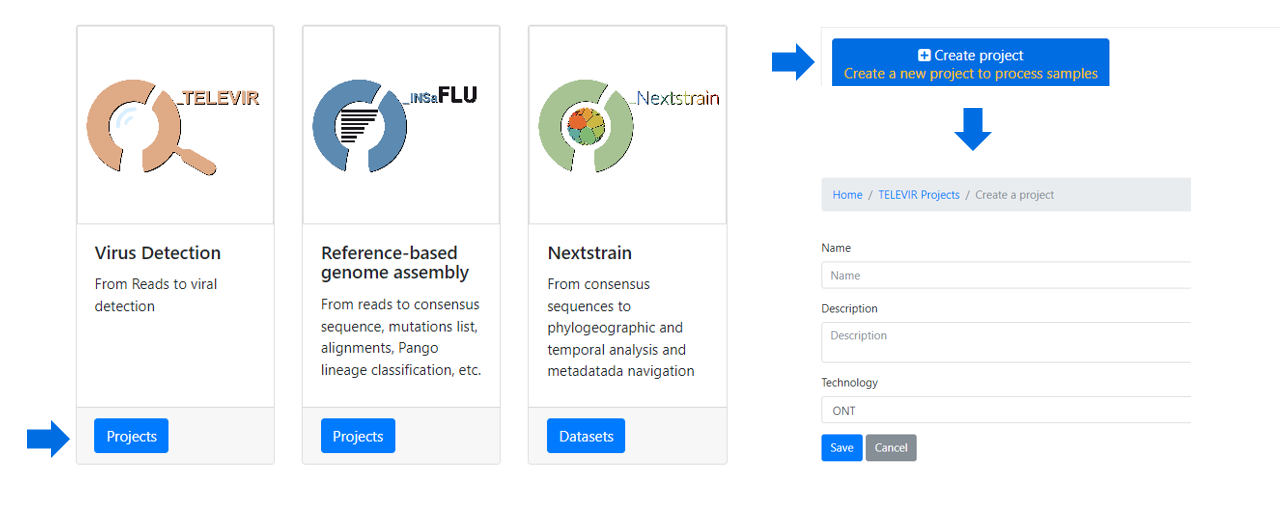 _TELEVIR
Virus Detection
From Reads to viral
detection
Projects
_INSaFLU
Reference-based
genome assembly
From reads to consensus
sequence, mutations list,
alignments, Pango
lineage classification, etc.
Projects
_Nextstrain
Nextstrain
From consensus
sequences to
phylogeographic and
temporal analysis and
metadatada navigation
Datasets
Create project
Create a new project to process samples
Home / TELEVIR Projects / Create a project
Name
Name
Description
Description
Technology
ONT
Save Cancel